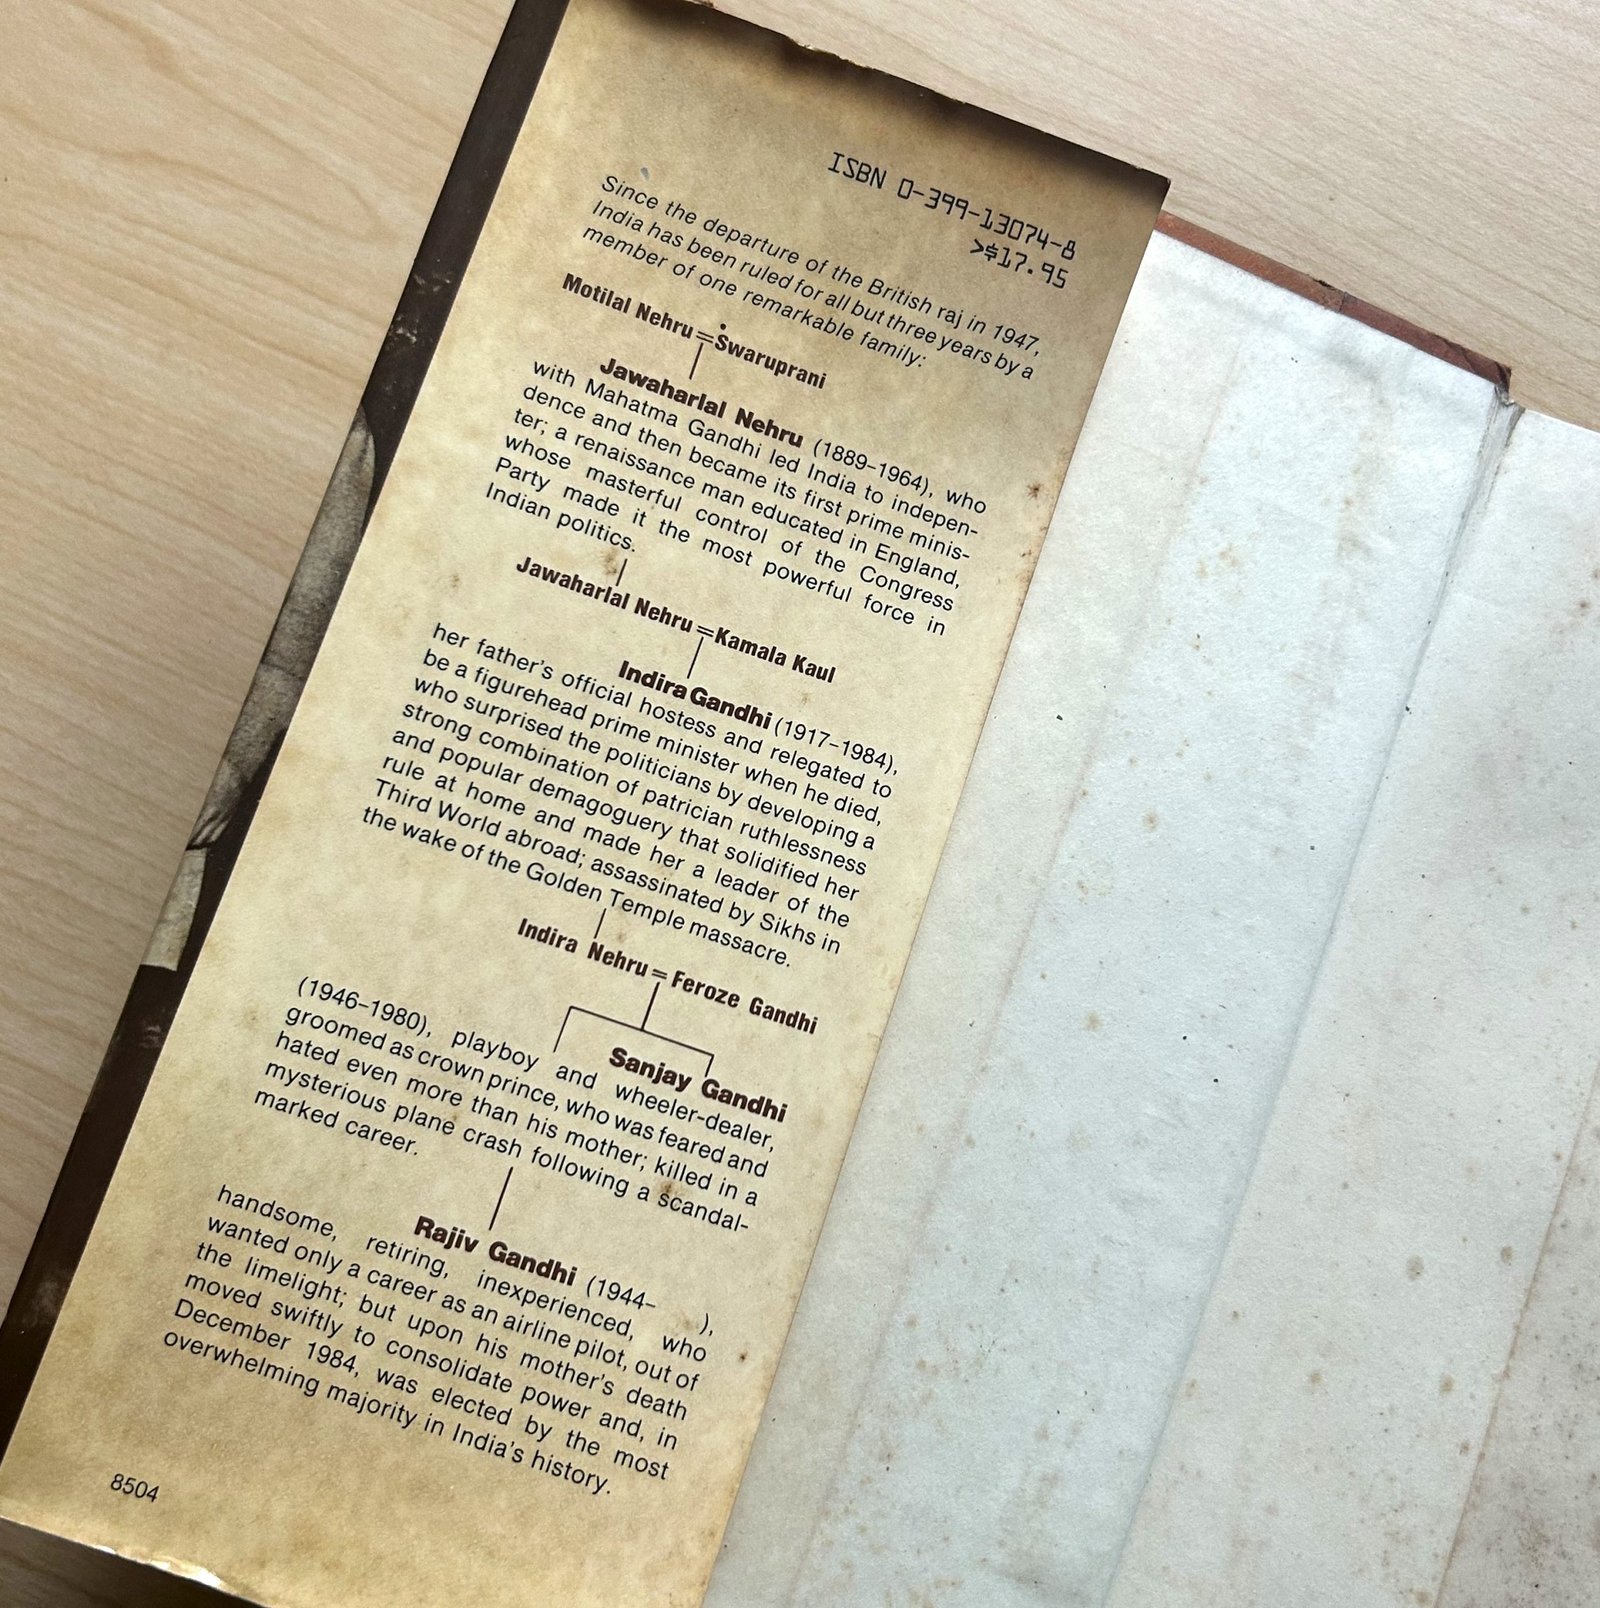 ISBN 0-399-13074-8
>$17.95
Since the departure of the British raj in 1947,
India has been ruled for all but three years by a
member of one remarkable family:
Motilal Nehru = Swaruprani
Jawaharlal Nehru (1889–1964), who
with Mahatma Gandhi led India to indepen-
dence and then became its first prime minis-
ter; a renaissance man educated in England,
whose masterful control of the Congress
Party made it the most powerful force in
Indian politics.
Jawaharlal Nehru = Kamala Kaul
Indira Gandhi (1917–1984),
her father's official hostess and relegated to
be a figurehead prime minister when he died,
who surprised the politicians by developing a
strong combination of patrician ruthlessness
and popular demagoguery that solidified her
rule at home and made her a leader of the
Third World abroad; assassinated by Sikhs in
the wake of the Golden Temple massacre.
Indira Nehru = Feroze Gandhi
Sanjay Gandhi
(1946–1980), playboy and wheeler-dealer,
groomed as crown prince, who was feared and
hated even more than his mother; killed in a
mysterious plane crash following a scandal-
marked career.
Rajiv Gandhi (1944– ),
handsome, retiring, inexperienced, who
wanted only a career as an airline pilot, out of
the limelight; but upon his mother's death
moved swiftly to consolidate power and, in
December 1984, was elected by the most
overwhelming majority in India's history.
8504